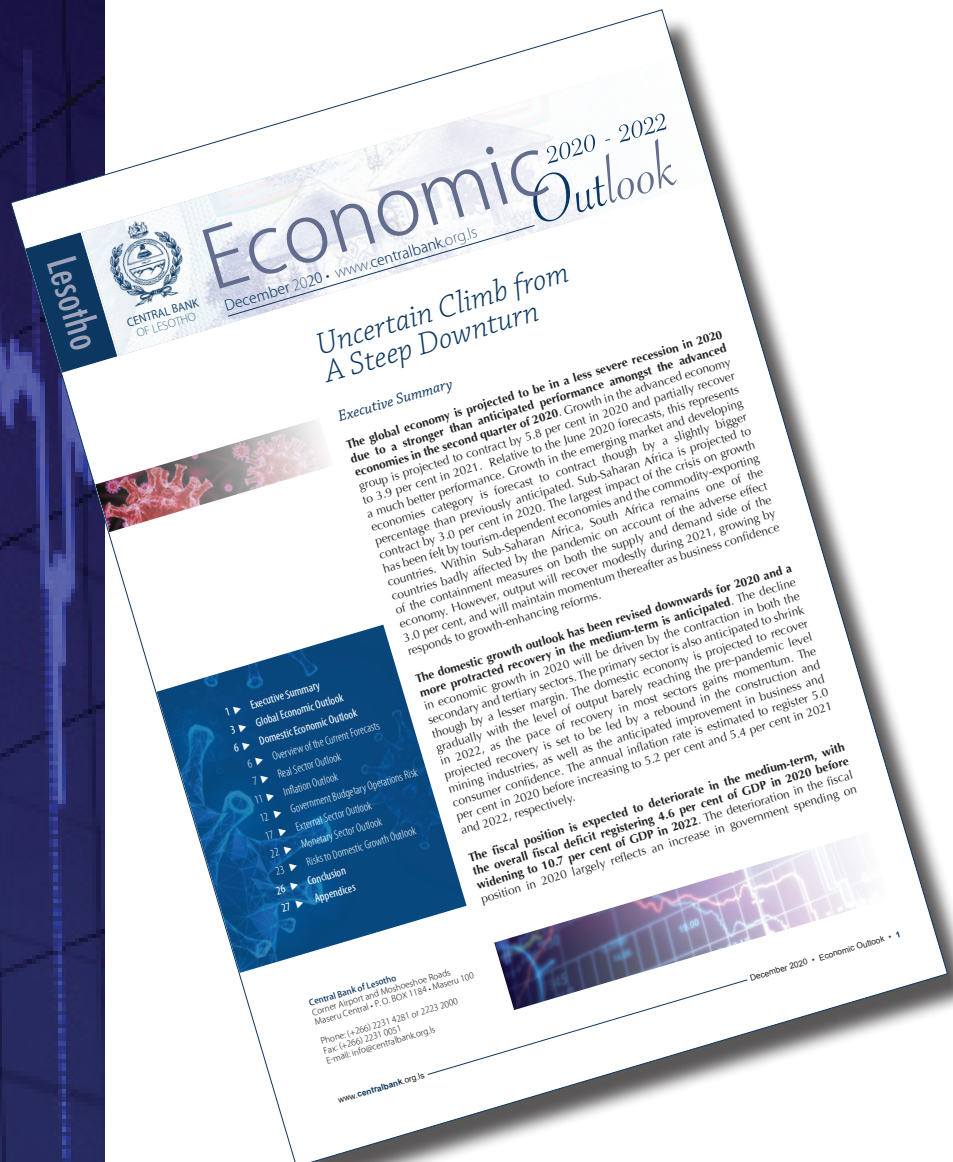 Lesotho
CENTRAL BANK
OF LESOTHO
Economic
2020 - 2022
Outlook
December 2020 • www.centralbank.org.ls
Uncertain Climb from
A Steep Downturn
Executive Summary
The global economy is projected to be in a less severe recession in 2020
due to a stronger than anticipated performance amongst the advanced
economies in the second quarter of 2020. Growth in the advanced economy
group is projected to contract by 5.8 per cent in 2020 and partially recover
to 3.9 per cent in 2021. Relative to the June 2020 forecasts, this represents
a much better performance. Growth in the emerging market and developing
economies category is forecast to contract though by a slightly bigger
percentage than previously anticipated. Sub-Saharan Africa is projected to
contract by 3.0 per cent in 2020. The largest impact of the crisis on growth
has been felt by tourism-dependent economies and the commodity-exporting
countries. Within Sub-Saharan Africa, South Africa remains one of the
countries badly affected by the pandemic on account of the adverse effect
of the containment measures on both the supply and demand side of the
economy. However, output will recover modestly during 2021, growing by
3.0 per cent, and will maintain momentum thereafter as business confidence
responds to growth-enhancing reforms.
The domestic growth outlook has been revised downwards for 2020 and a
more protracted recovery in the medium-term is anticipated. The decline
in economic growth in 2020 will be driven by the contraction in both the
secondary and tertiary sectors. The primary sector is also anticipated to shrink
though by a lesser margin. The domestic economy is projected to recover
gradually with the level of output barely reaching the pre-pandemic level
in 2022, as the pace of recovery in most sectors gains momentum. The
projected recovery is set to be led by a rebound in the construction and
mining industries, as well as the anticipated improvement in business and
consumer confidence. The annual inflation rate is estimated to register 5.0
per cent in 2020 before increasing to 5.2 per cent and 5.4 per cent in 2021
and 2022, respectively.
The fiscal position is expected to deteriorate in the medium-term, with
the overall fiscal deficit registering 4.6 per cent of GDP in 2020 before
widening to 10.7 per cent of GDP in 2022. The deterioration in the fiscal
position in 2020 largely reflects an increase in government spending on
1 ▶ Executive Summary
3 ▶ Global Economic Outlook
6 ▶ Domestic Economic Outlook
6 ▶ Overview of the Current Forecasts
7 ▶ Real Sector Outlook
11 ▶ Inflation Outlook
12 ▶ Government Budgetary Operations Risk
17 ▶ External Sector Outlook
22 ▶ Monetary Sector Outlook
23 ▶ Risks to Domestic Growth Outlook
26 ▶ Conclusion
27 ▶ Appendices
Central Bank of Lesotho
Corner Airport and Moshoeshoe Roads
Maseru Central • P. O. BOX 1184 • Maseru 100
Phone: (+266) 2231 4281 or 2223 2000
Fax: (+266) 2231 0051
E-mail: info@centralbank.org.ls
www.centralbank.org.ls
December 2020 • Economic Outlook • 1